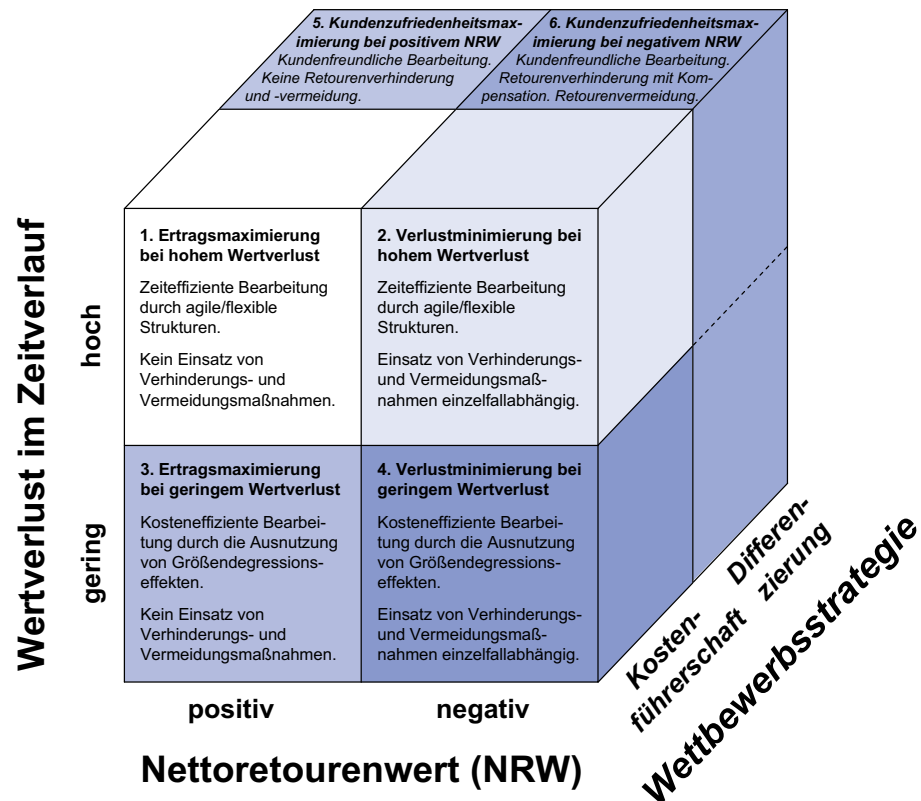 5. Kundenzufriedenheitsmax-
imierung bei positivem NRW
Kundenfreundliche Bearbeitung.
Keine Retourenverhinderung
und -vermeidung.
6. Kundenzufriedenheitsmax-
imierung bei negativem NRW
Kundenfreundliche Bearbeitung.
Retourenverhinderung mit Kom-
pensation. Retourenvermeidung.
Wertverlust im Zeitverlauf
hoch
1. Ertragsmaximierung
bei hohem Wertverlust
Zeiteffiziente Bearbeitung
durch agile/flexible
Strukturen.
Kein Einsatz von
Verhinderungs- und
Vermeidungsmaßnahmen.
2. Verlustminimierung bei
hohem Wertverlust
Zeiteffiziente Bearbeitung
durch agile/flexible
Strukturen.
Einsatz von Verhinderungs-
und Vermeidungsmaß-
nahmen einzelfallabhängig.
gering
3. Ertragsmaximierung
bei geringem Wertverlust
Kosteneffiziente Bearbei-
tung durch die Ausnutzung
von Größendegressions-
effekten.
Kein Einsatz von
Verhinderungs- und
Vermeidungsmaßnahmen.
4. Verlustminimierung bei
geringem Wertverlust
Kosteneffiziente Bearbei-
tung durch die Ausnutzung
von Größendegressions-
effekten.
Einsatz von Verhinderungs-
und Vermeidungsmaß-
nahmen einzelfallabhängig.
positiv
negativ
Nettoretourenwert (NRW)
Kosten-
führerschaft
Differen-
zierung
Wettbewerbsstrategie